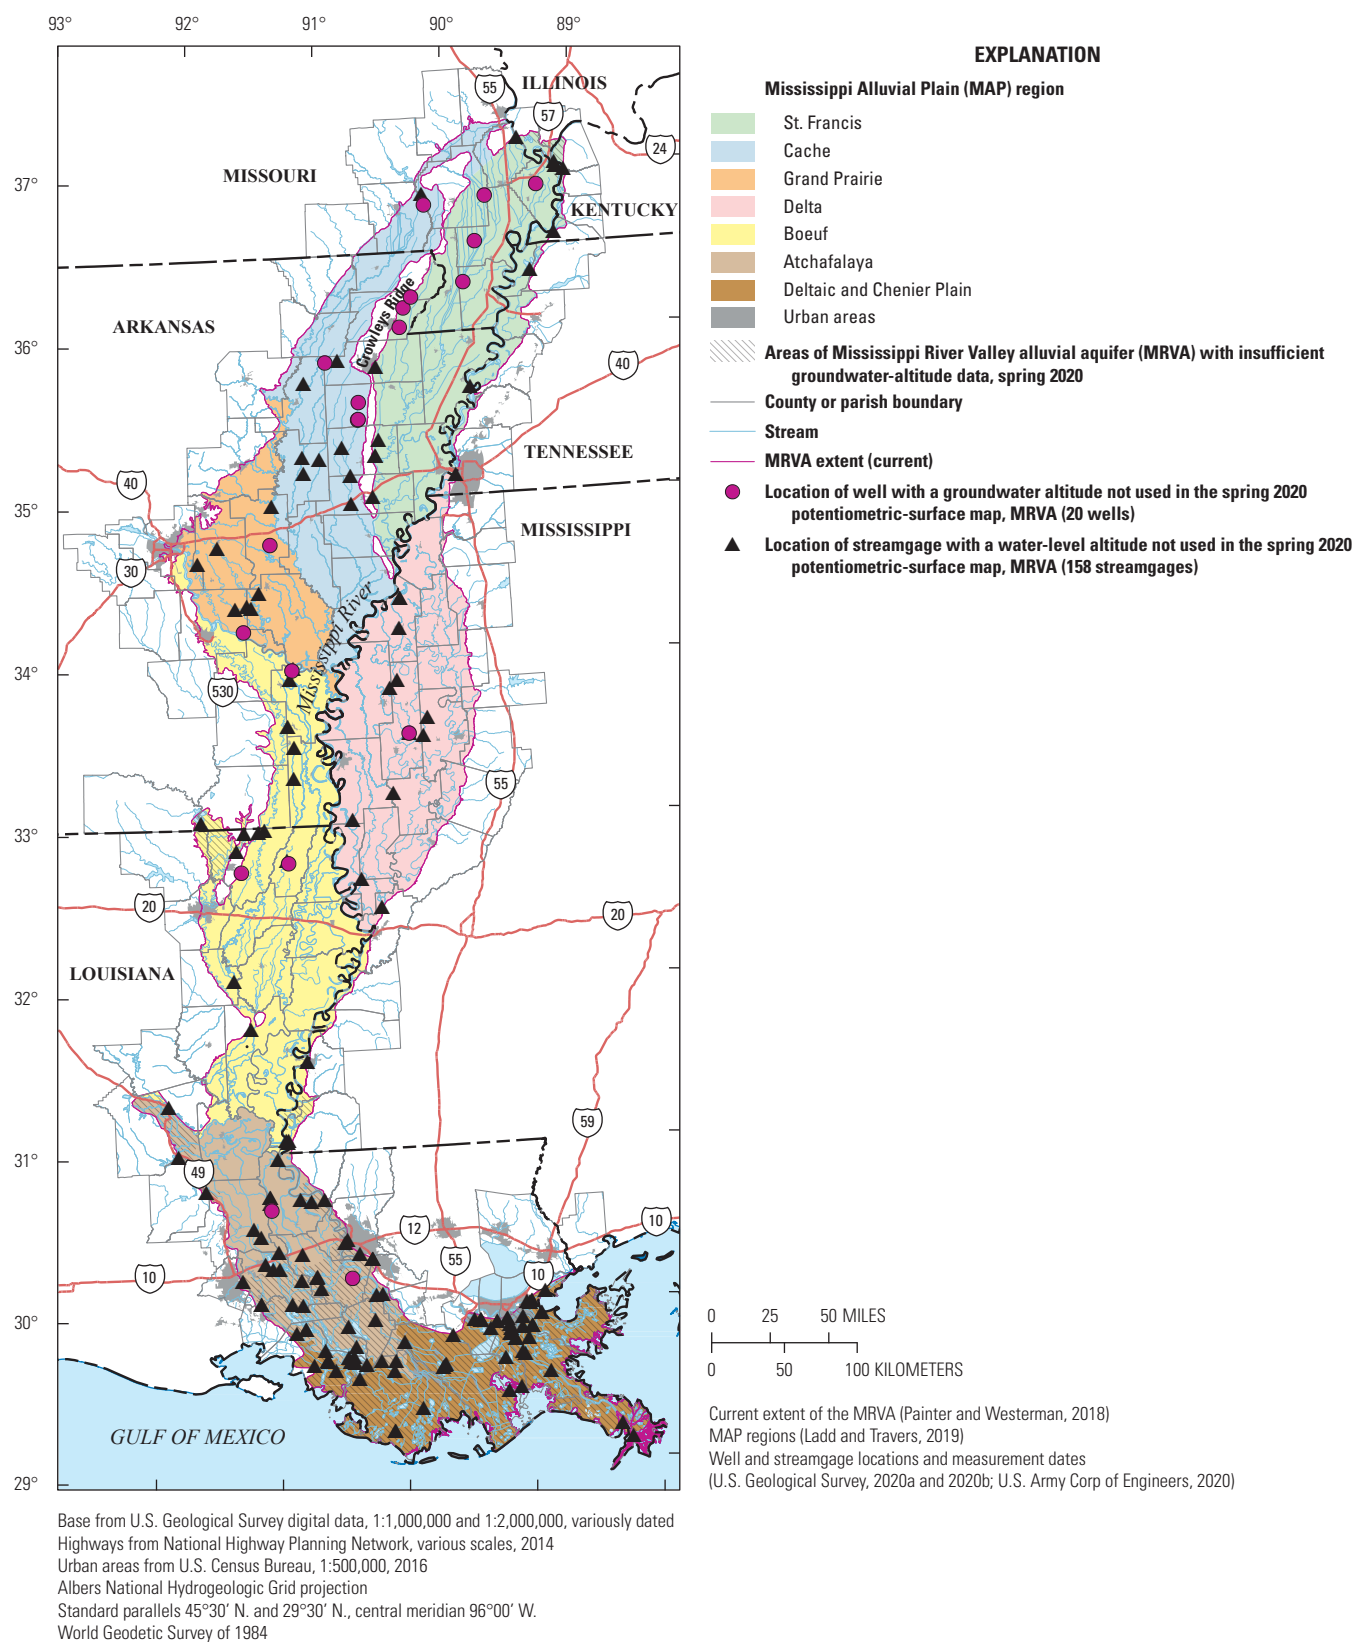 93°
92°
91°
90°
89°
55
ILLINOIS
57
24
MISSOURI
37°
KENTUCKY
Crowleys Ridge
ARKANSAS
36°
40
TENNESSEE
40
35°
MISSISSIPPI
30
Mississippi River
34°
530
55
33°
20
20
LOUISIANA
32°
59
31°
49
12
10
55
10
10
30°
GULF OF MEXICO
29°
EXPLANATION
Mississippi Alluvial Plain (MAP) region
St. Francis
Cache
Grand Prairie
Delta
Boeuf
Atchafalaya
Deltaic and Chenier Plain
Urban areas
Areas of Mississippi River Valley alluvial aquifer (MRVA) with insufficient
groundwater-altitude data, spring 2020
County or parish boundary
Stream
MRVA extent (current)
Location of well with a groundwater altitude not used in the spring 2020
potentiometric-surface map, MRVA (20 wells)
Location of streamgage with a water-level altitude not used in the spring 2020
potentiometric-surface map, MRVA (158 streamgages)
0 25 50 MILES
0 50 100 KILOMETERS
Current extent of the MRVA (Painter and Westerman, 2018)
MAP regions (Ladd and Travers, 2019)
Well and streamgage locations and measurement dates
(U.S. Geological Survey, 2020a and 2020b; U.S. Army Corp of Engineers, 2020)
Base from U.S. Geological Survey digital data, 1:1,000,000 and 1:2,000,000, variously dated
Highways from National Highway Planning Network, various scales, 2014
Urban areas from U.S. Census Bureau, 1:500,000, 2016
Albers National Hydrogeologic Grid projection
Standard parallels 45°30' N. and 29°30' N., central meridian 96°00' W.
World Geodetic Survey of 1984